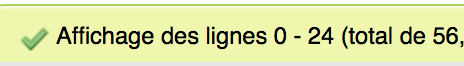 Affichage des lignes 0 - 24 (total de 56,